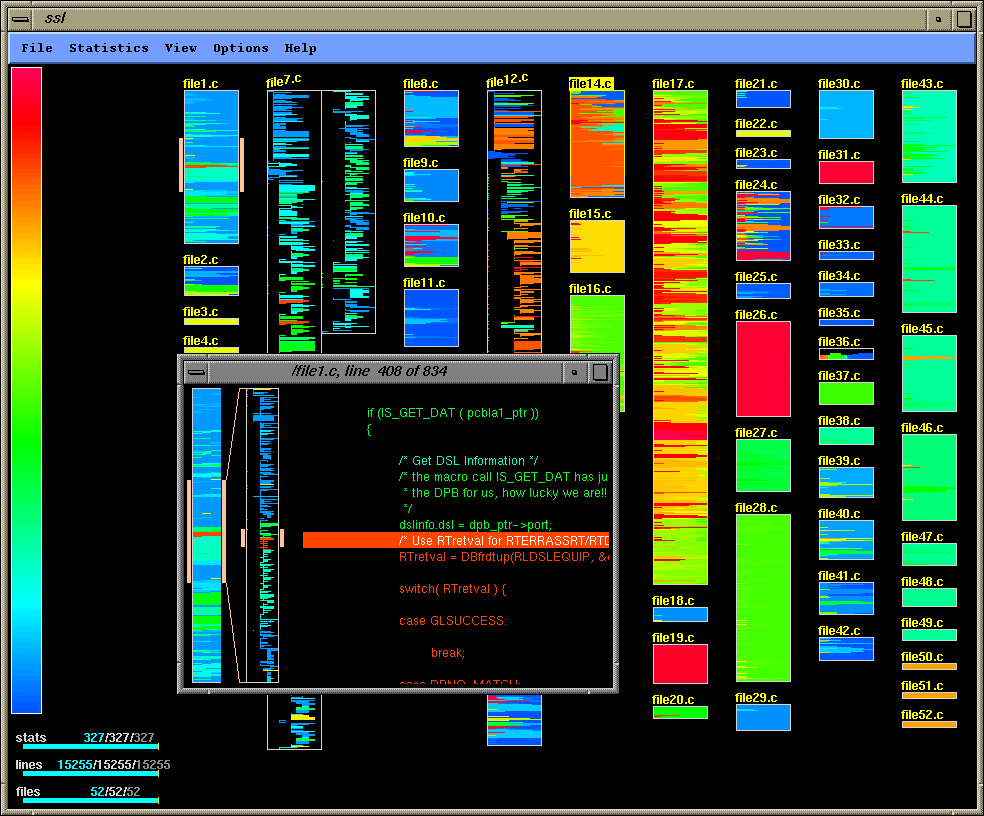 ssl
File Statistics View Options Help
file1.c
file2.c
file3.c
file4.c
file7.c
file8.c
file9.c
file10.c
file11.c
file12.c
file14.c
file15.c
file16.c
file17.c
file18.c
file19.c
file20.c
file21.c
file22.c
file23.c
file24.c
file25.c
file26.c
file27.c
file28.c
file29.c
file30.c
file31.c
file32.c
file33.c
file34.c
file35.c
file36.c
file37.c
file38.c
file39.c
file40.c
file41.c
file42.c
file43.c
file44.c
file45.c
file46.c
file47.c
file48.c
file49.c
file50.c
file51.c
file52.c
/file1.c, line 408 of 834
if (IS_GET_DAT ( pcbla1_ptr ))
{
/* Get DSL Information */
/* the macro call IS_GET_DAT has ju
* the DPB for us, how lucky we are!!
*/
dslinfo.dsl = dpb_ptr->port;
/* Use RTretval for RTERRASSRT/RTD
RTretval = DBfrdtup(RLDSLEQUIP, &
switch( RTretval ) {
case GLSUCCESS:
break;
stats 327/327/327
lines 15255/15255/15255
files 52/52/52